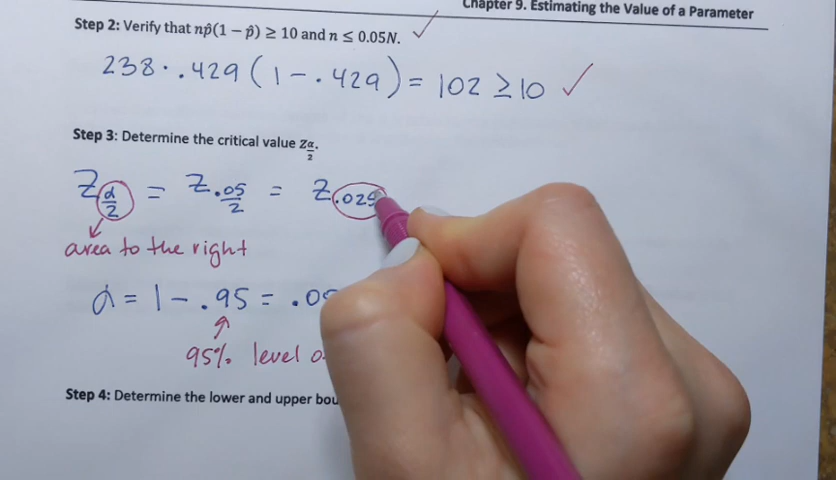 Chapter 9. Estimating the Value of a Parameter
Step 2: Verify that np̂(1 − p̂) ≥ 10 and n ≤ 0.05N. ✓
238 · .429 (1 - .429) = 102 ≥ 10 ✓
Step 3: Determine the critical value z_{α/2}.
Z_{α/2} = Z_{.05/2} = Z_{.025}
area to the right
α = 1 - .95 =
95% level
Step 4: Determine the lower and upper